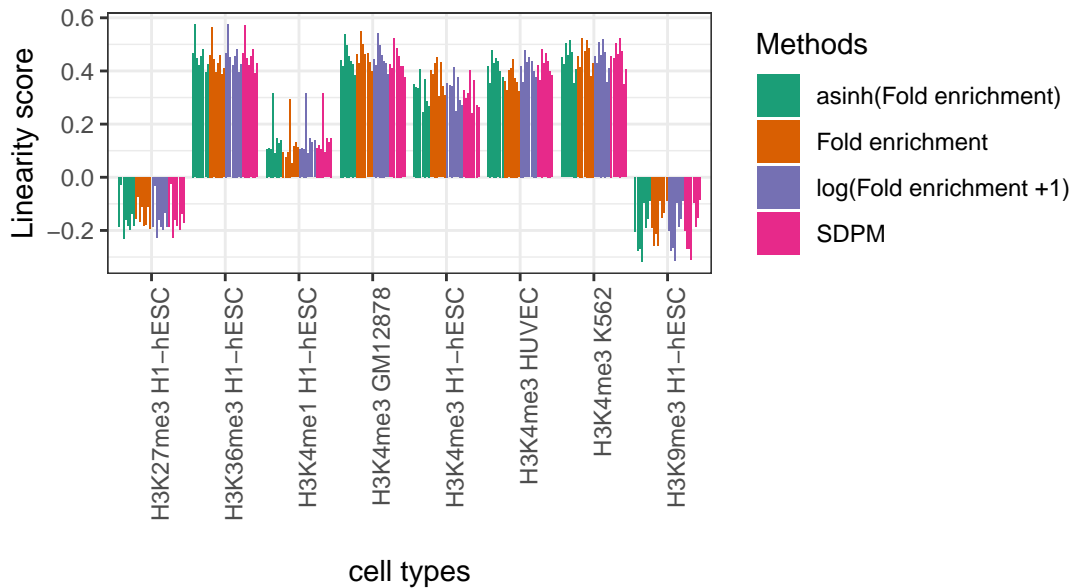 Linearity score
0.6
0.4
0.2
0.0
−0.2
H3K27me3 H1−hESC
H3K36me3 H1−hESC
H3K4me1 H1−hESC
H3K4me3 GM12878
H3K4me3 H1−hESC
H3K4me3 HUVEC
H3K4me3 K562
H3K9me3 H1−hESC
cell types
Methods
asinh(Fold enrichment)
Fold enrichment
log(Fold enrichment +1)
SDPM